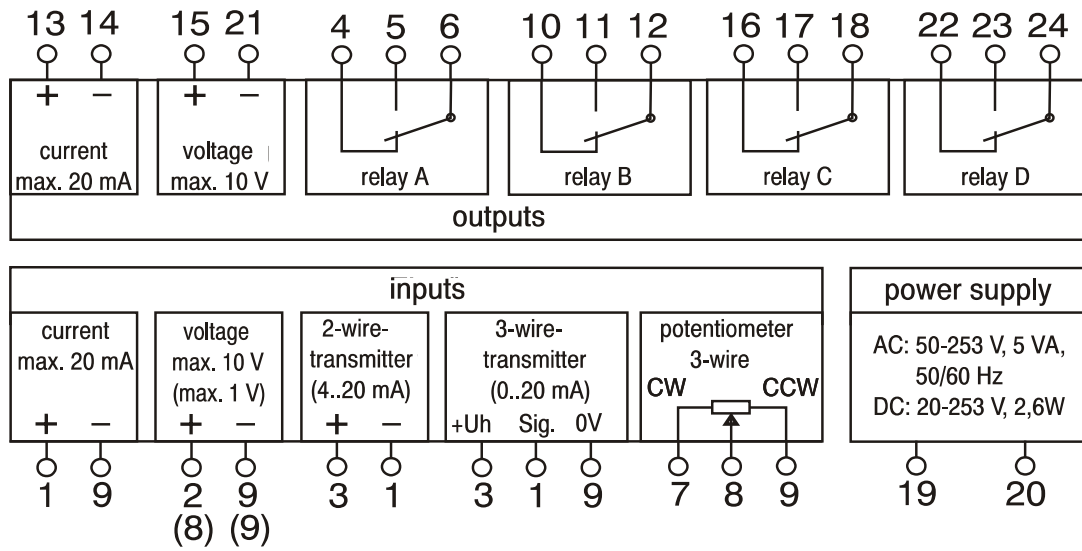 13 14 15 21 4 5 6 10 11 12 16 17 18 22 23 24
+ − + −
current
max. 20 mA
voltage
max. 10 V
relay A
relay B
relay C
relay D
outputs
inputs
current
max. 20 mA
+ −
voltage
max. 10 V
(max. 1 V)
+ −
2-wire-
transmitter
(4..20 mA)
+ −
3-wire-
transmitter
(0..20 mA)
+Uh Sig. 0V
potentiometer
3-wire
CW CCW
power supply
AC: 50-253 V, 5 VA,
50/60 Hz
DC: 20-253 V, 2,6W
1 9 2 9 3 1 3 1 9 7 8 9 19 20
(8) (9)